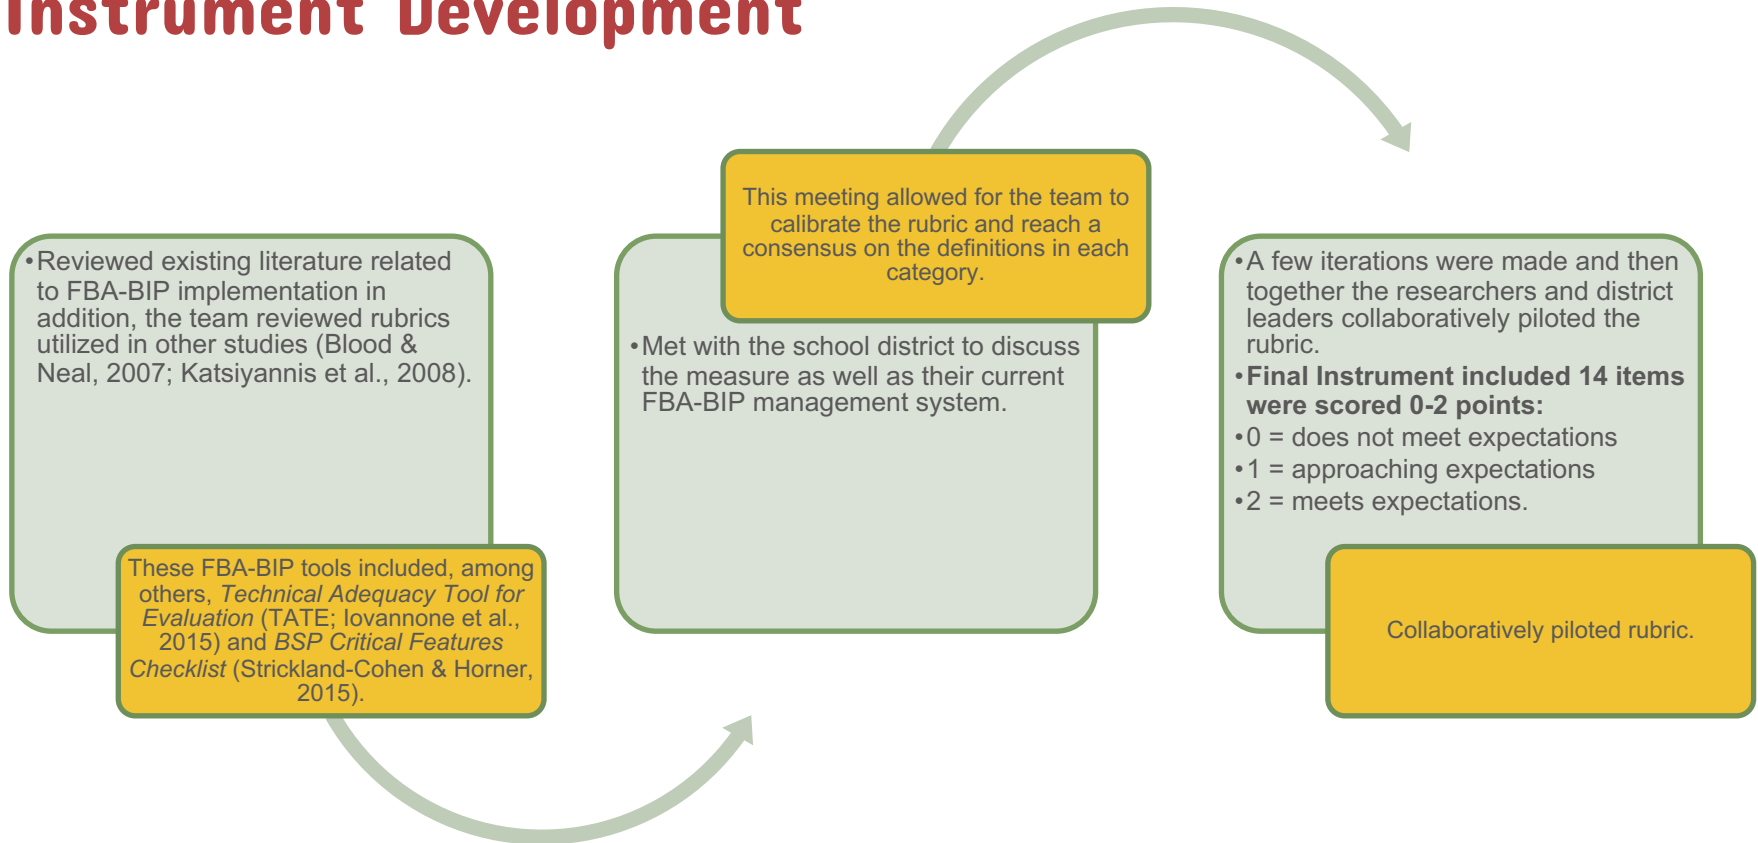 Instrument Development
•Reviewed existing literature related
to FBA-BIP implementation in
addition, the team reviewed rubrics
utilized in other studies (Blood &
Neal, 2007; Katsiyannis et al., 2008).
These FBA-BIP tools included, among
others, Technical Adequacy Tool for
Evaluation (TATE; Iovannone et al.,
2015) and BSP Critical Features
Checklist (Strickland-Cohen & Horner,
2015).
This meeting allowed for the team to
calibrate the rubric and reach a
consensus on the definitions in each
category.
•Met with the school district to discuss
the measure as well as their current
FBA-BIP management system.
•A few iterations were made and then
together the researchers and district
leaders collaboratively piloted the
rubric.
•Final Instrument included 14 items
were scored 0-2 points:
•0 = does not meet expectations
•1 = approaching expectations
•2 = meets expectations.
Collaboratively piloted rubric.